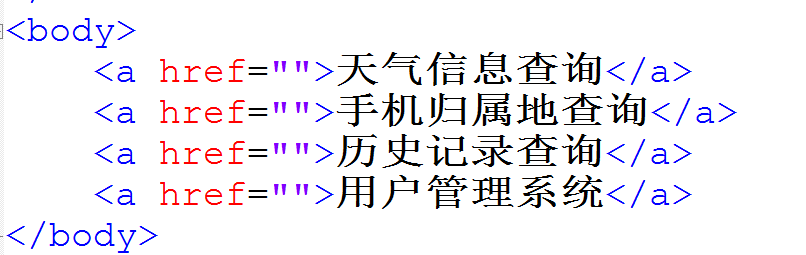 <body>
<a href="">天气信息查询</a>
<a href="">手机归属地查询</a>
<a href="">历史记录查询</a>
<a href="">用户管理系统</a>
</body>